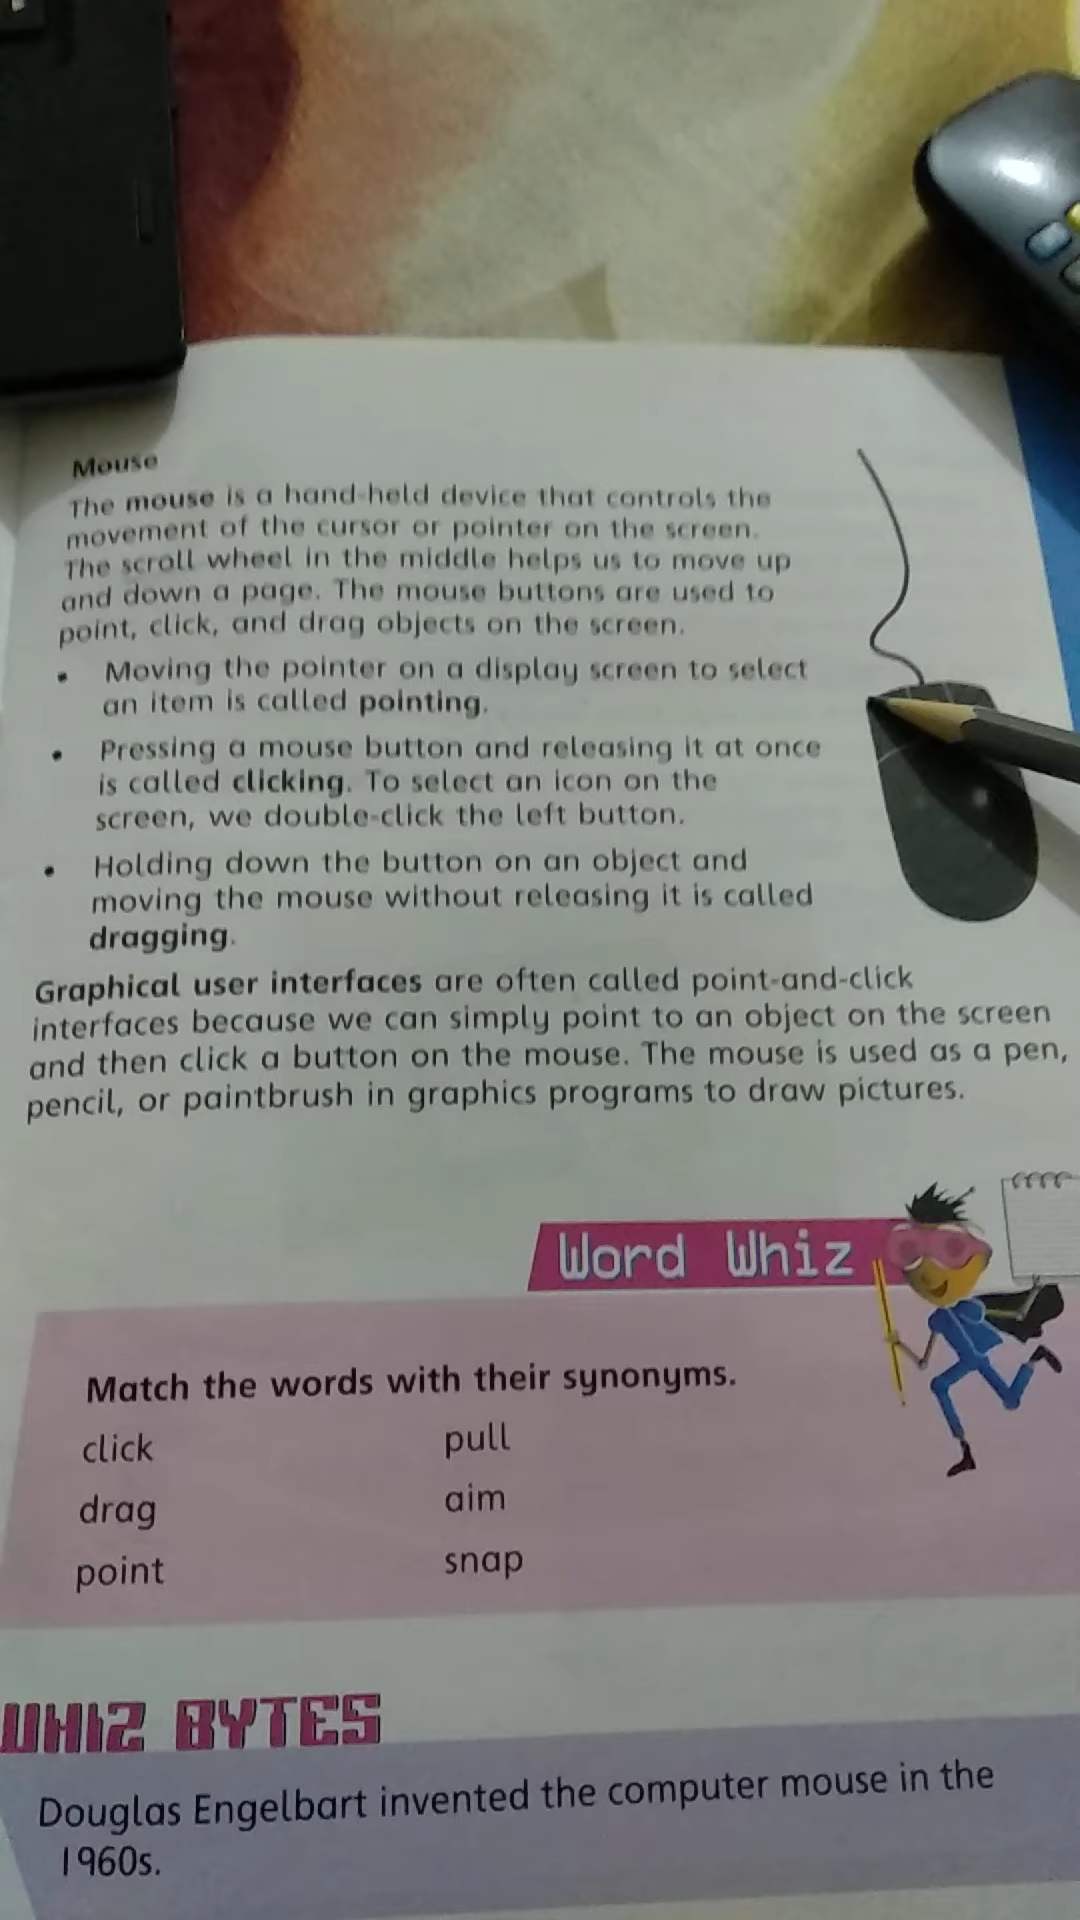 Mouse
The mouse is a hand-held device that controls the
movement of the cursor or pointer on the screen.
The scroll wheel in the middle helps us to move up
and down a page. The mouse buttons are used to
point, click, and drag objects on the screen.
• Moving the pointer on a display screen to select
an item is called pointing.
• Pressing a mouse button and releasing it at once
is called clicking. To select an icon on the
screen, we double-click the left button.
• Holding down the button on an object and
moving the mouse without releasing it is called
dragging.
Graphical user interfaces are often called point-and-click
interfaces because we can simply point to an object on the screen
and then click a button on the mouse. The mouse is used as a pen,
pencil, or paintbrush in graphics programs to draw pictures.
Word Whiz
Match the words with their synonyms.
click pull
drag aim
point snap
WHIZ BYTES
Douglas Engelbart invented the computer mouse in the
1960s.